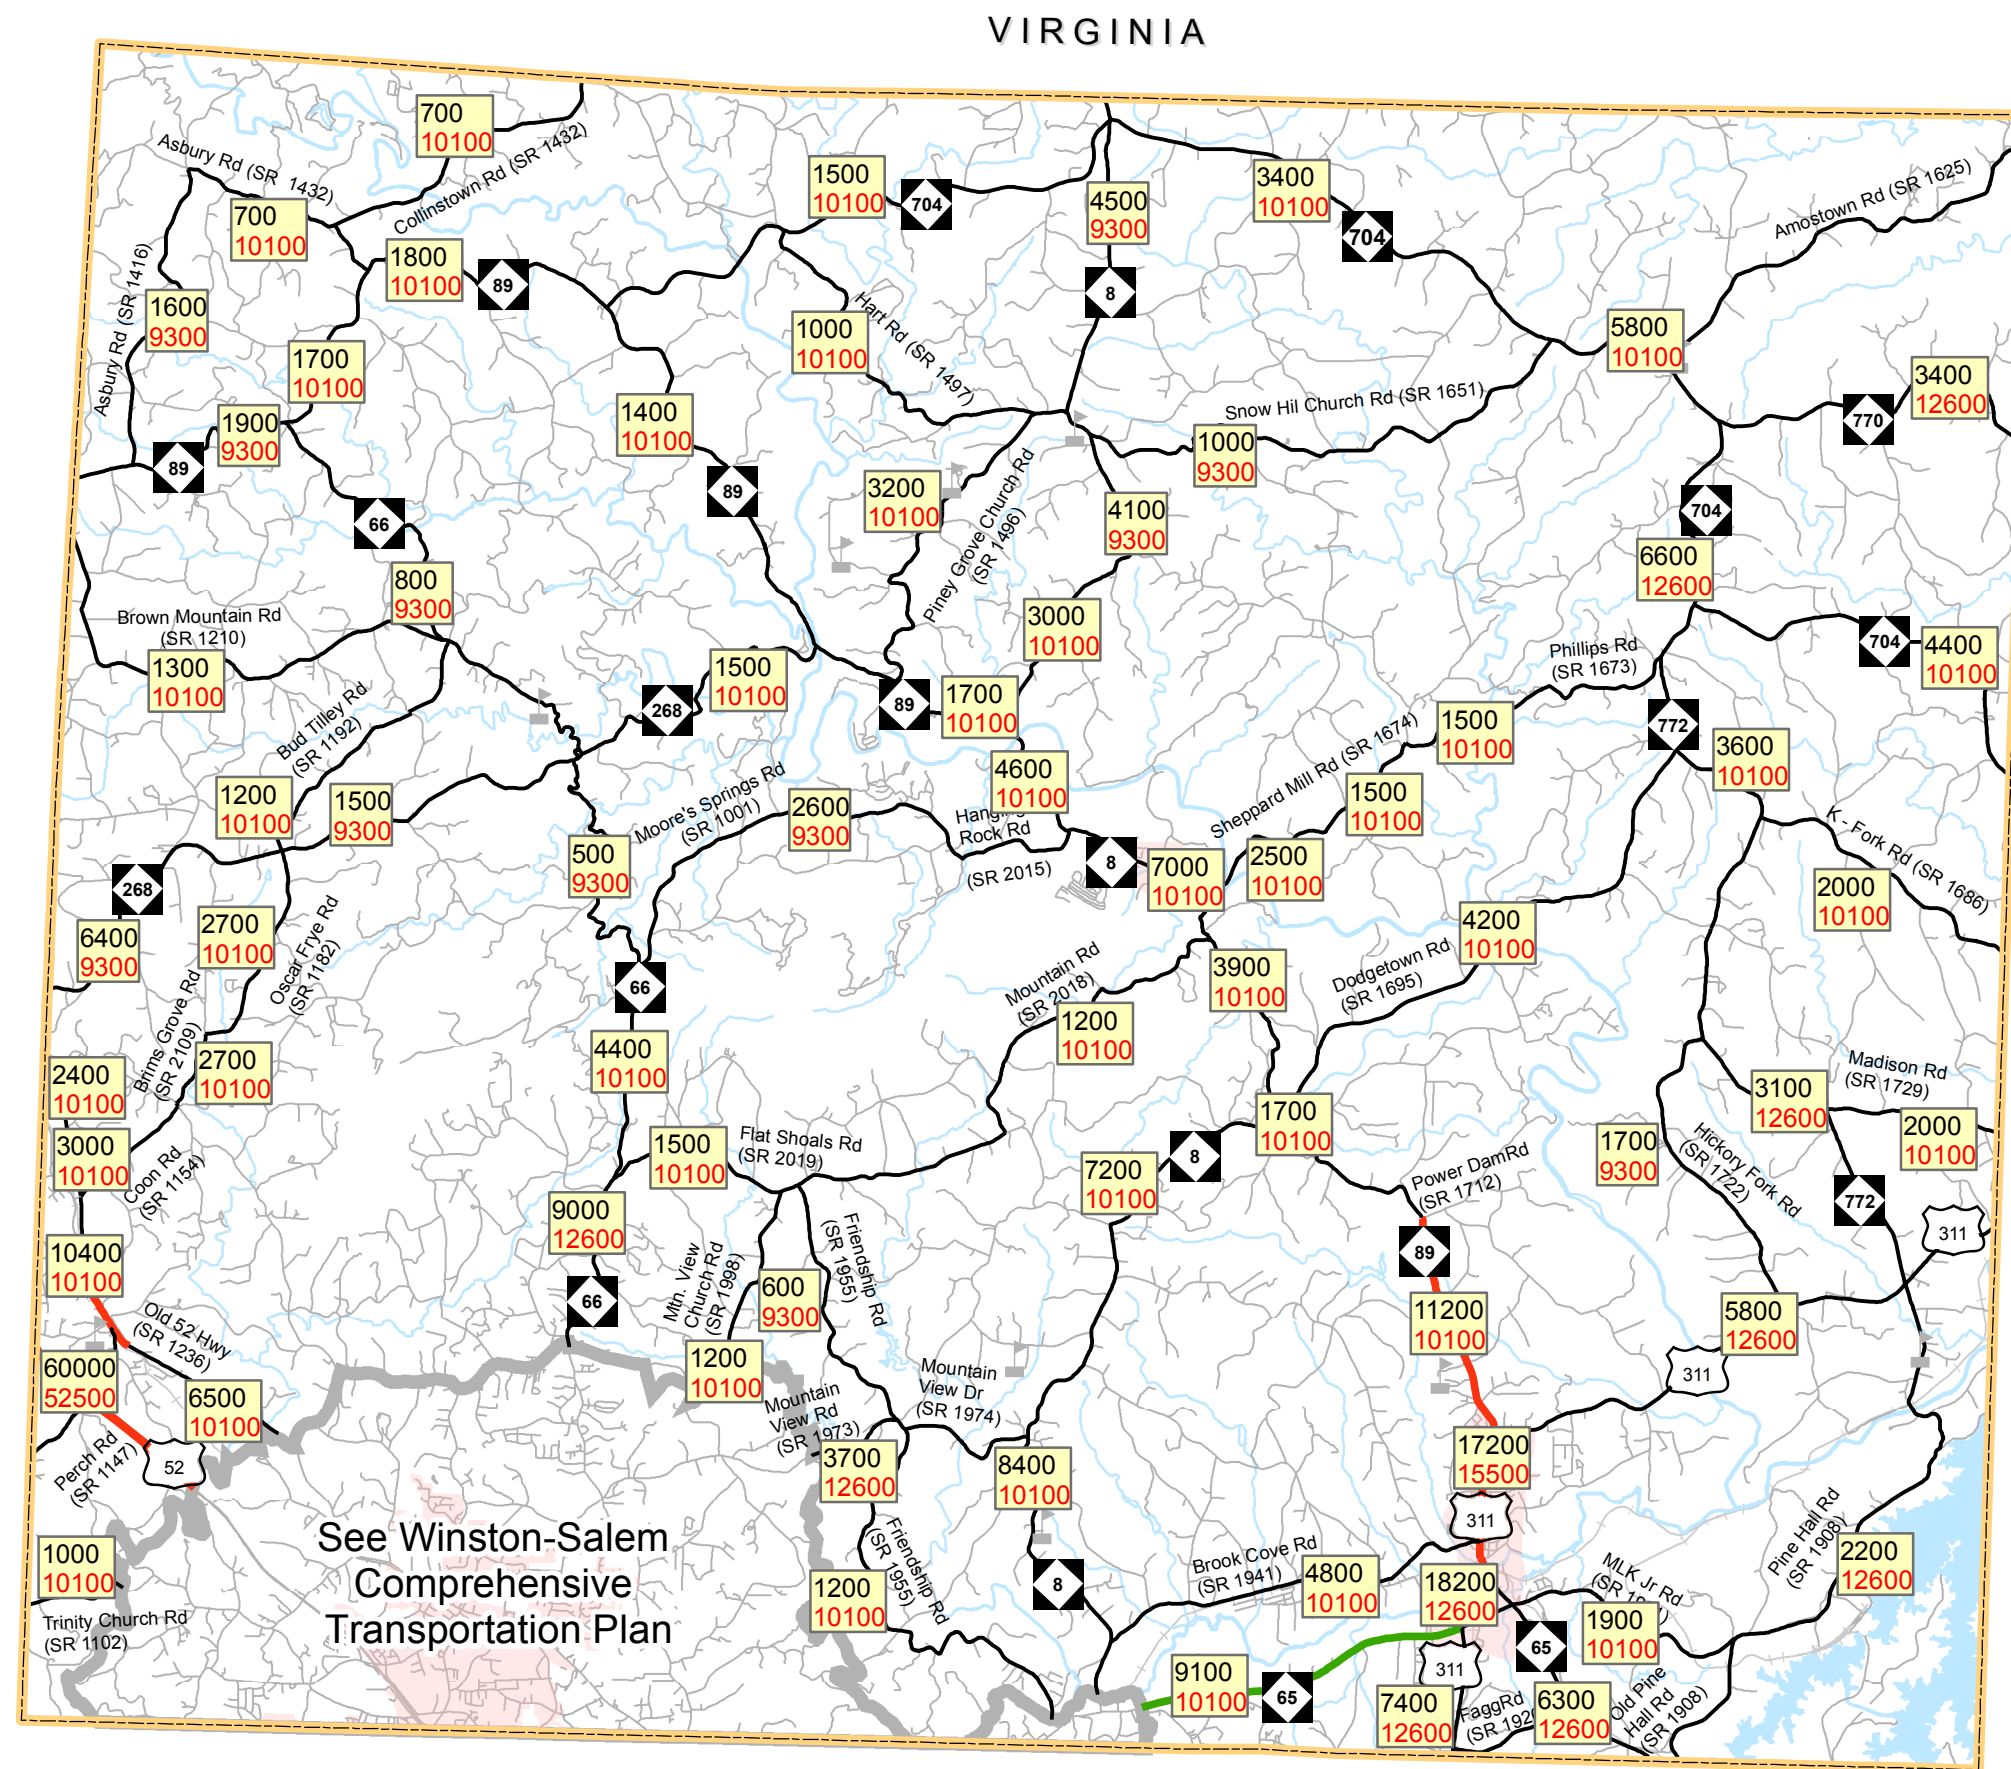 VIRGINIA
700
10100
Asbury Rd (SR 1432)
Collinstown Rd (SR 1432)
700
10100
1500
10100
704
4500
9300
3400
10100
704
Amostown Rd (SR 1625)
1800
10100
89
8
Asbury Rd (SR 1416)
1600
9300
1700
10100
1000
10100
Hart Rd (SR 1497)
5800
10100
3400
12600
770
1900
9300
89
1400
10100
Snow Hil Church Rd (SR 1651)
1000
9300
66
89
3200
10100
Piney Grove Church Rd
(SR 1496)
4100
9300
704
6600
12600
800
9300
Brown Mountain Rd
(SR 1210)
1300
10100
3000
10100
Phillips Rd
(SR 1673)
704
4400
10100
Bud Tilley Rd
(SR 1192)
268
1500
10100
89
1700
10100
1500
10100
772
3600
10100
1200
10100
1500
9300
Moore's Springs Rd
(SR 1001)
2600
9300
4600
10100
Hanging
Rock Rd
(SR 2015)
Sheppard Mill Rd (SR 1674)
1500
10100
K - Fork Rd (SR 1686)
268
500
9300
8
7000
10100
2500
10100
2000
10100
6400
9300
2700
10100
Oscar Frye Rd
(SR 1182)
66
Mountain Rd
(SR 2018)
3900
10100
Dodgetown Rd
(SR 1695)
4200
10100
Brims Grove Rd
(SR 2109)
2700
10100
2400
10100
4400
10100
1200
10100
Madison Rd
(SR 1729)
3000
10100
Coon Rd
(SR 1154)
1500
10100
Flat Shoals Rd
(SR 2019)
7200
10100
8
1700
10100
1700
9300
3100
12600
2000
10100
Power DamRd
(SR 1712)
Hickory Fork Rd
(SR 1722)
772
311
9000
12600
66
10400
10100
Mtn. View
Church Rd
(SR 1998)
600
9300
Friendship Rd
(SR 1955)
89
11200
10100
5800
12600
Old 52 Hwy
(SR 1236)
60000
52500
6500
10100
1200
10100
Mountain
View Rd
(SR 1973)
Mountain
View Dr
(SR 1974)
311
Perch Rd
(SR 1147)
52
3700
12600
8400
10100
17200
15500
311
See Winston-Salem
Comprehensive
Transportation Plan
1000
10100
Trinity Church Rd
(SR 1102)
1200
10100
Friendship Rd
(SR 1955)
8
Brook Cove Rd
(SR 1941)
4800
10100
18200
12600
MLK Jr Rd
1900
10100
Pine Hall Rd
(SR 1908)
2200
12600
65
9100
10100
65
311
7400
12600
FaggRd
6300
12600
Old Pine
Hall Rd
(SR 1908)